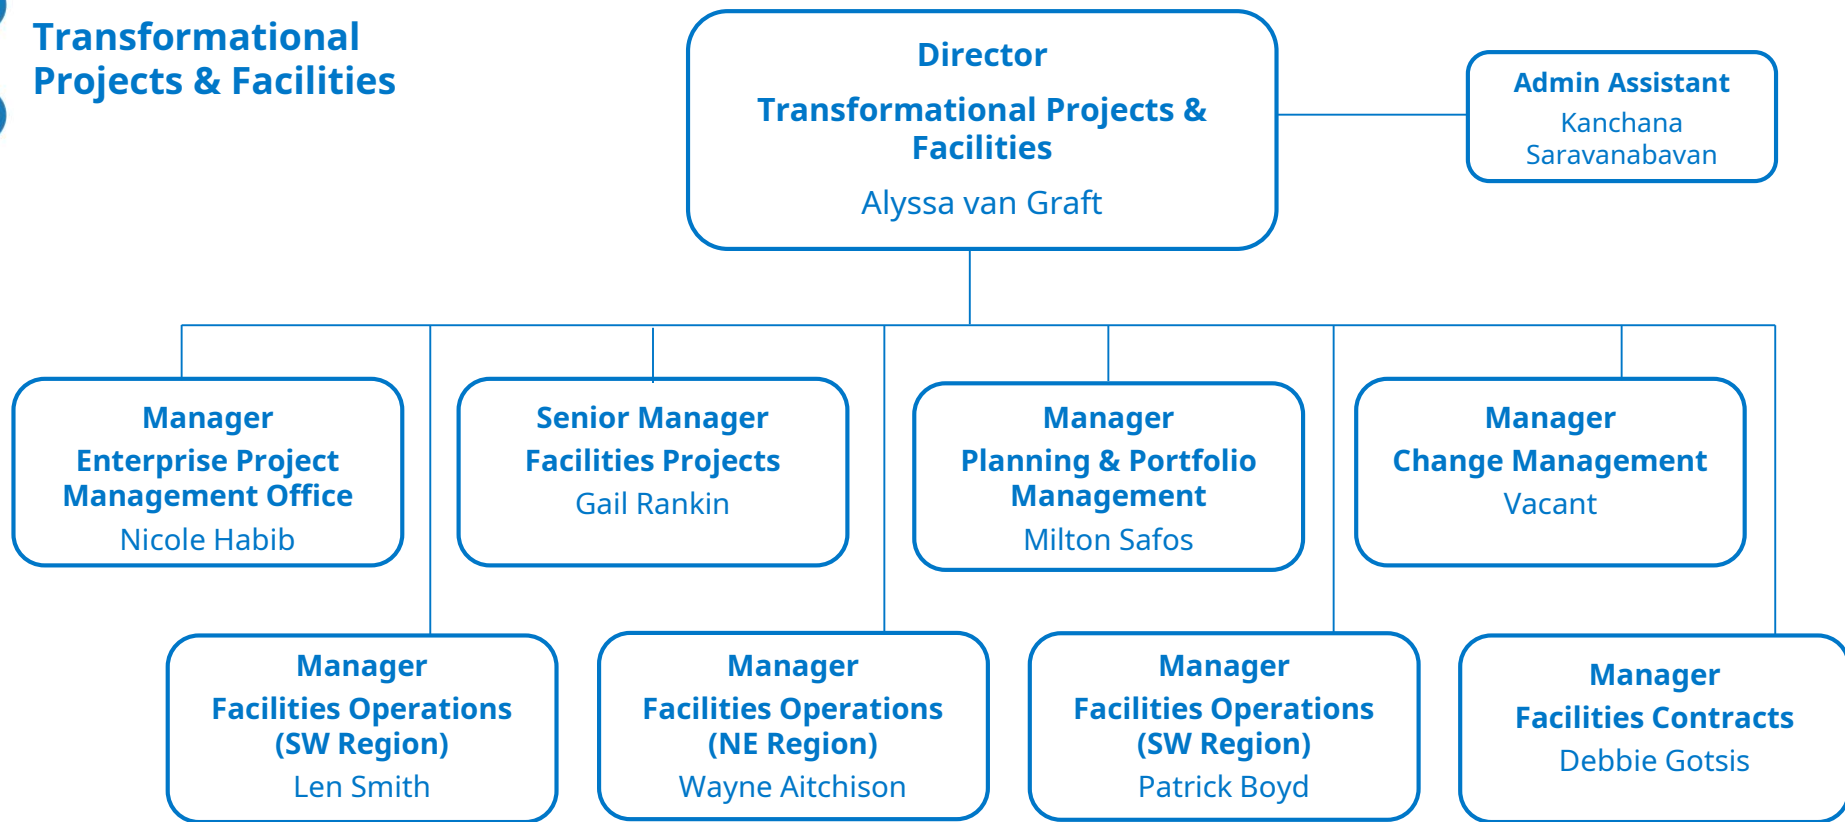 Transformational
Projects & Facilities
Director
Transformational Projects &
Facilities
Alyssa van Graft
Admin Assistant
Kanchana
Saravanabavan
Manager
Enterprise Project
Management Office
Nicole Habib
Senior Manager
Facilities Projects
Gail Rankin
Manager
Planning & Portfolio
Management
Milton Safos
Manager
Change Management
Vacant
Manager
Facilities Operations
(SW Region)
Len Smith
Manager
Facilities Operations
(NE Region)
Wayne Aitchison
Manager
Facilities Operations
(SW Region)
Patrick Boyd
Manager
Facilities Contracts
Debbie Gotsis